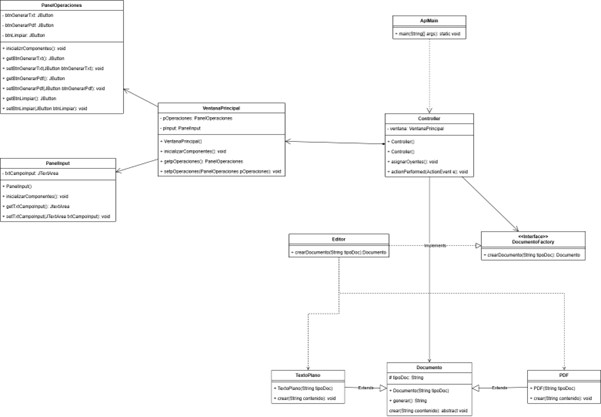 PanelOperaciones
- btnGenerarTxt: JButton
- btnGenerarPdf: JButton
- btnLimpiar: JButton
+ inicializrComponentes(): void
+ getBtnGenerarTxt(): JButton
+ setBtnGenerarTxt(JButton btnGenerarTxt): void
+ getBtnGenerarPdf(): JButton
+ setBtnGenerarPdf(JButton btnGenerarPdf): void
+ getBtnLimpiar(): JButton
+ setBtnLimpiar(JButton btnLimpiar): void
AplMain
+ main(String[] args): static void
VentanaPrincipal
- pOperaciones: PanelOperaciones
- pinput: PanelInput
+ VentanaPrincipal()
+ inicializarComponentes(): void
+ getpOperaciones(): PanelOperaciones
+ setpOperaciones(PanelOperaciones pOperaciones): void
Controller
- ventana: VentanaPrincipal
+ Controller()
+ Controller()
+ asignarOyentes(): void
+ actionPerformed(ActionEvent e): void
PanelInput
- txtCampoInput: JTextArea
+ PanelInput()
+ inicializarComponentes(): void
+ getTxtCampoInput(): JtextArea
+ setTxtCampoInput(JTextArea txtCampoInput): void
Editor
+ crearDocumento(String tipoDoc):Documento
Implements
<<Interface>>
DocumentoFactory
+ crearDocumento(String tipoDoc): Documento
TextoPlano
+ TextoPlano(String tipoDoc)
+ crear(String contenido): void
Extends
Documento
# tipoDoc: String
+ Documento(String tipoDoc)
+ generar(): String
crear(String coontenido): abstract void
Extends
PDF
+ PDF(String tipoDoc)
+ crear(String contenido): void